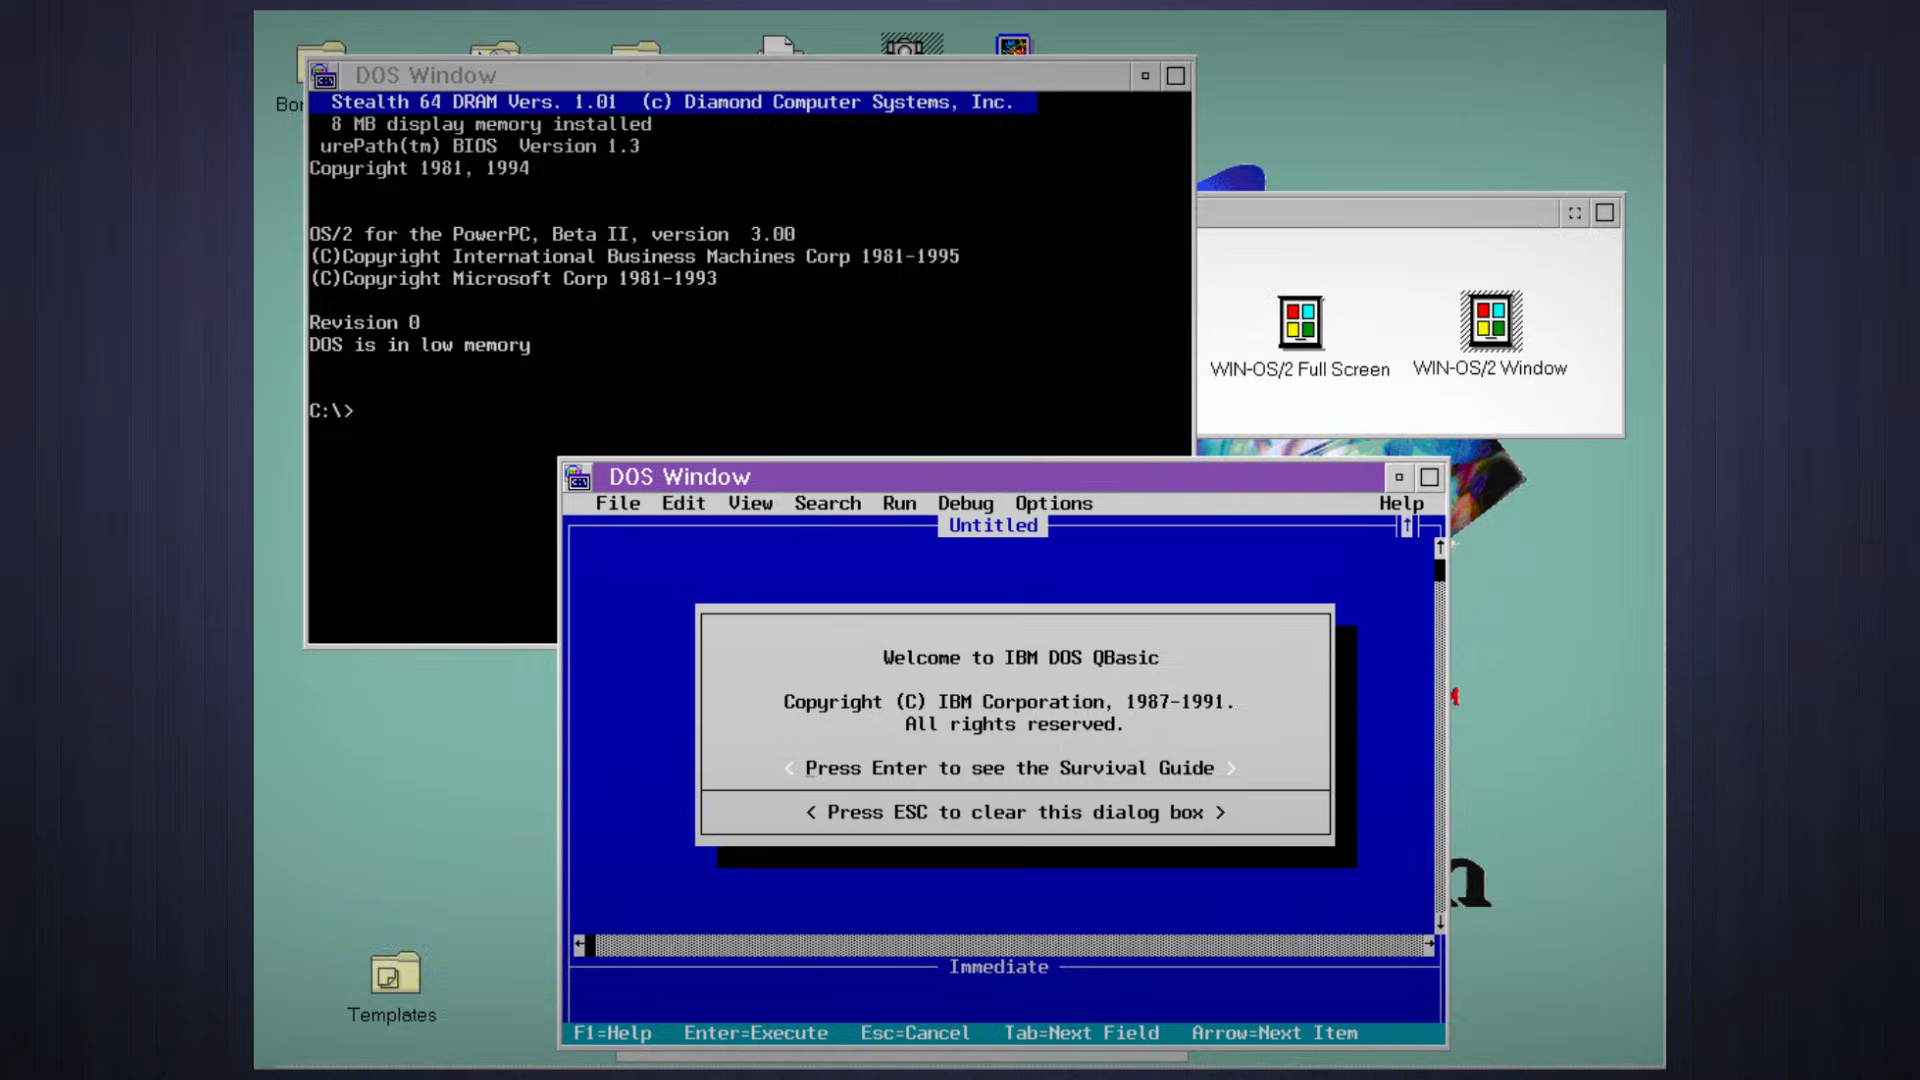 Bor
DOS Window
Stealth 64 DRAM Vers. 1.01 (c) Diamond Computer Systems, Inc.
8 MB display memory installed
urePath(tm) BIOS Version 1.3
Copyright 1981, 1994
OS/2 for the PowerPC, Beta II, version 3.00
(C)Copyright International Business Machines Corp 1981-1995
(C)Copyright Microsoft Corp 1981-1993
Revision 0
DOS is in low memory
C:\>
WIN-OS/2 Full Screen
WIN-OS/2 Window
DOS Window
File Edit View Search Run Debug Options Help
Untitled
Welcome to IBM DOS QBasic
Copyright (C) IBM Corporation, 1987-1991.
All rights reserved.
< Press Enter to see the Survival Guide >
< Press ESC to clear this dialog box >
n
Immediate
Templates
F1=Help Enter=Execute Esc=Cancel Tab=Next Field Arrow=Next Item